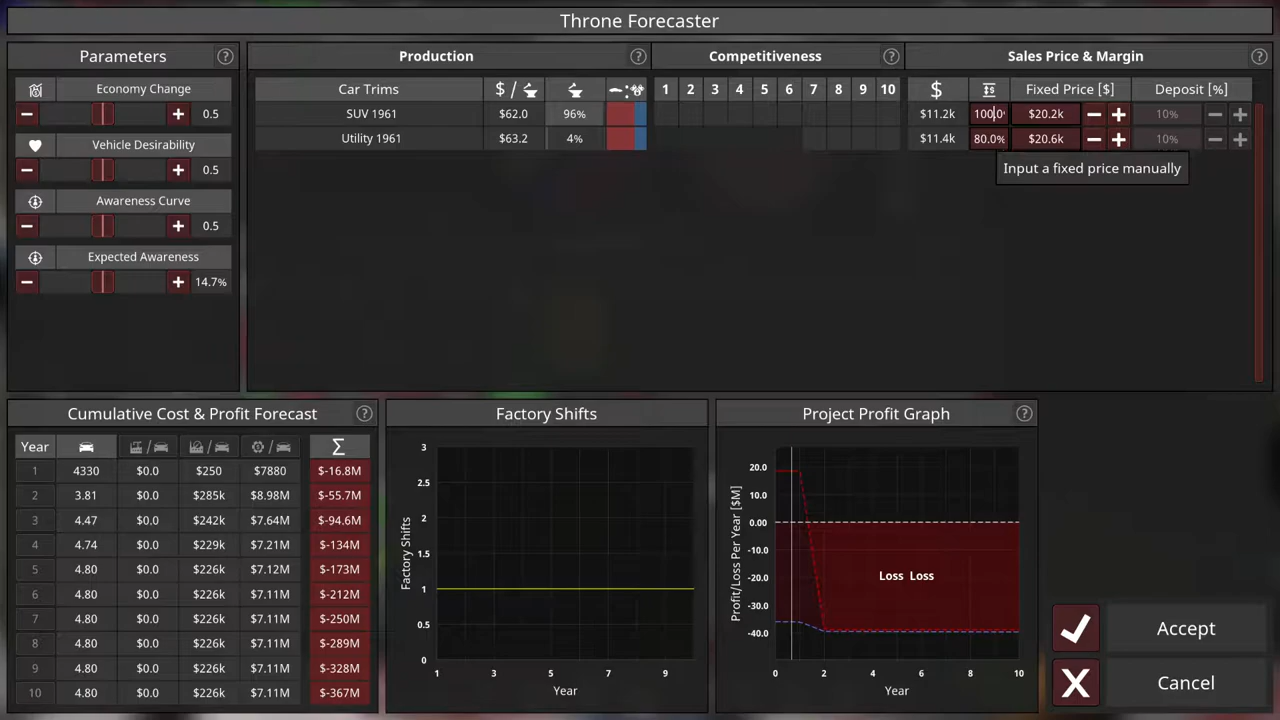 Throne Forecaster
Parameters
Economy Change
0.5
Vehicle Desirability
0.5
Awareness Curve
0.5
Expected Awareness
14.7%
Production
Competitiveness
Sales Price & Margin
Car Trims $ / 1 2 3 4 5 6 7 8 9 10 $ Fixed Price [$] Deposit [%]
SUV 1961 $62.0 96% $11.2k 100.0 $20.2k 10%
Utility 1961 $63.2 4% $11.4k 80.0% $20.6k 10%
Input a fixed price manually
Cumulative Cost & Profit Forecast
Year / / / Σ
1 4330 $0.0 $250 $7880 $-16.8M
2 3.81 $0.0 $285k $8.98M $-55.7M
3 4.47 $0.0 $242k $7.64M $-94.6M
4 4.74 $0.0 $229k $7.21M $-134M
5 4.80 $0.0 $226k $7.12M $-173M
6 4.80 $0.0 $226k $7.11M $-212M
7 4.80 $0.0 $226k $7.11M $-250M
8 4.80 $0.0 $226k $7.11M $-289M
9 4.80 $0.0 $226k $7.11M $-328M
10 4.80 $0.0 $226k $7.11M $-367M
Factory Shifts
Factory Shifts
3
2.5
2
1.5
1
0.5
0
1 3 5 7 9
Year
Project Profit Graph
Profit/Loss Per Year [$M]
20.0
10.0
0.00
-10.0
-20.0
-30.0
-40.0
Loss Loss
0 2 4 6 8 10
Year
Accept
Cancel